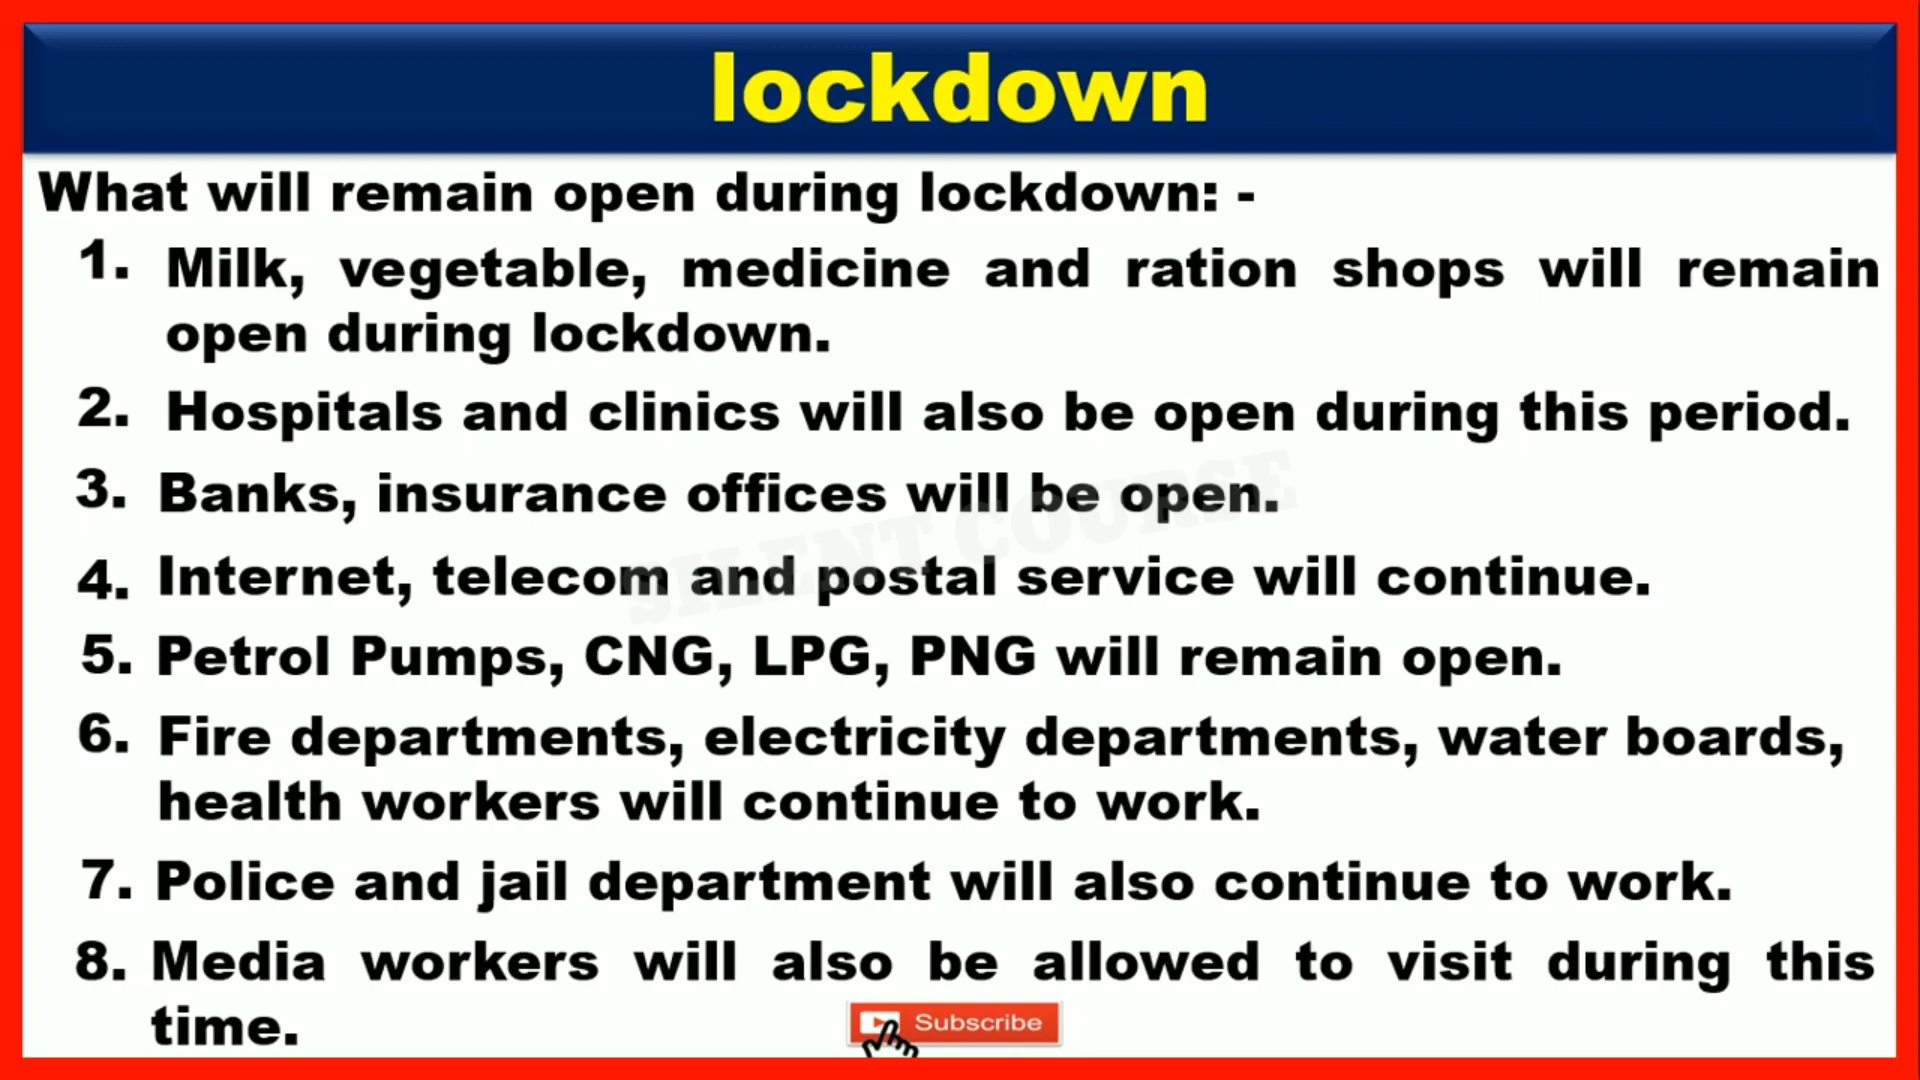 lockdown
What will remain open during lockdown: -
1. Milk, vegetable, medicine and ration shops will remain
open during lockdown.
2. Hospitals and clinics will also be open during this period.
3. Banks, insurance offices will be open.
4. Internet, telecom and postal service will continue.
5. Petrol Pumps, CNG, LPG, PNG will remain open.
6. Fire departments, electricity departments, water boards,
health workers will continue to work.
7. Police and jail department will also continue to work.
8. Media workers will also be allowed to visit during this
time.
SILENT COURSE
Subscribe